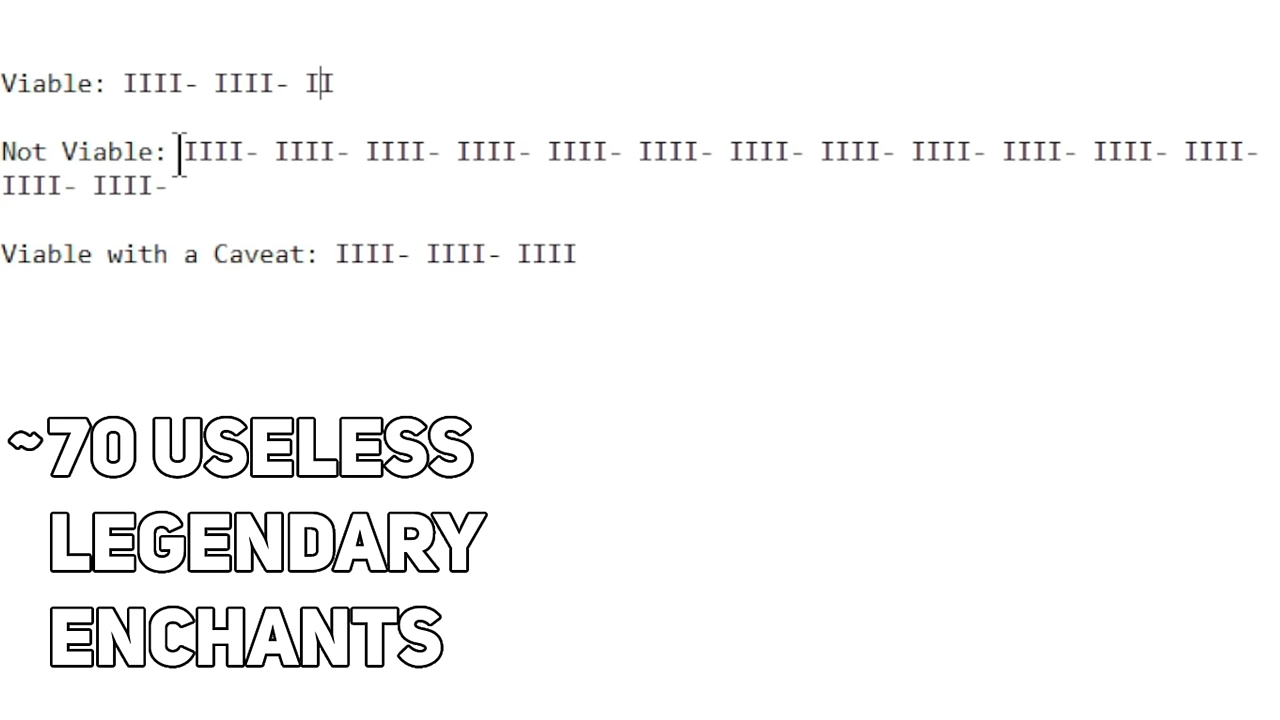 Viable: IIII- IIII- II
Not Viable: IIII- IIII- IIII- IIII- IIII- IIII- IIII- IIII- IIII- IIII- IIII- IIII-
IIII- IIII-
Viable with a Caveat: IIII- IIII- IIII
~70 USELESS
LEGENDARY
ENCHANTS